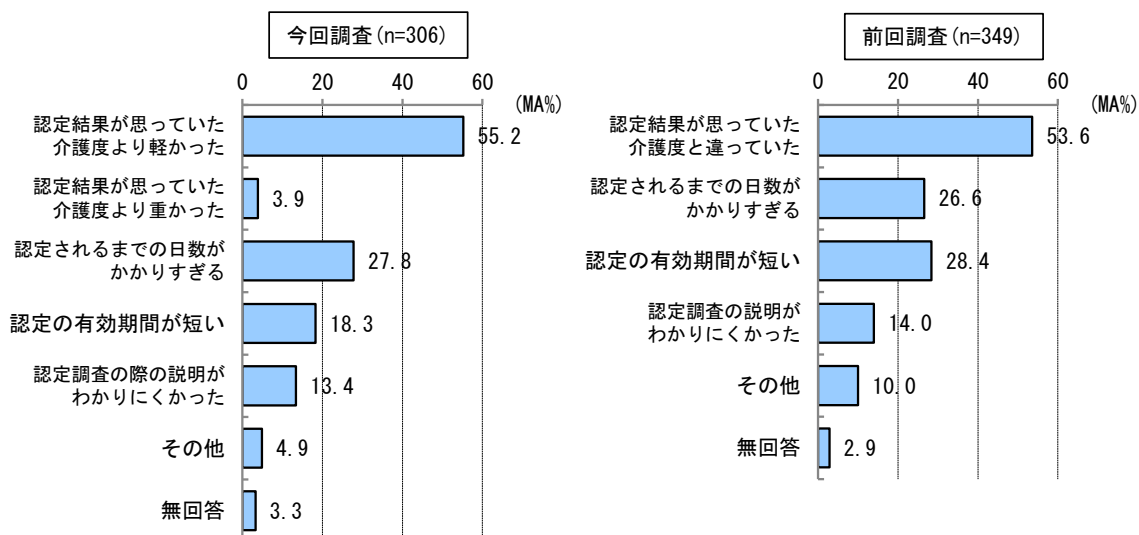 今回調査(n=306)
0 20 40 60
(MA%)
認定結果が思っていた
介護度より軽かった
55.2
認定結果が思っていた
介護度より重かった
3.9
認定されるまでの日数が
かかりすぎる
27.8
認定の有効期間が短い
18.3
認定調査の際の説明が
わかりにくかった
13.4
その他
4.9
無回答
3.3
前回調査(n=349)
0 20 40 60
(MA%)
認定結果が思っていた
介護度と違っていた
53.6
認定されるまでの日数が
かかりすぎる
26.6
認定の有効期間が短い
28.4
認定調査の説明が
わかりにくかった
14.0
その他
10.0
無回答
2.9